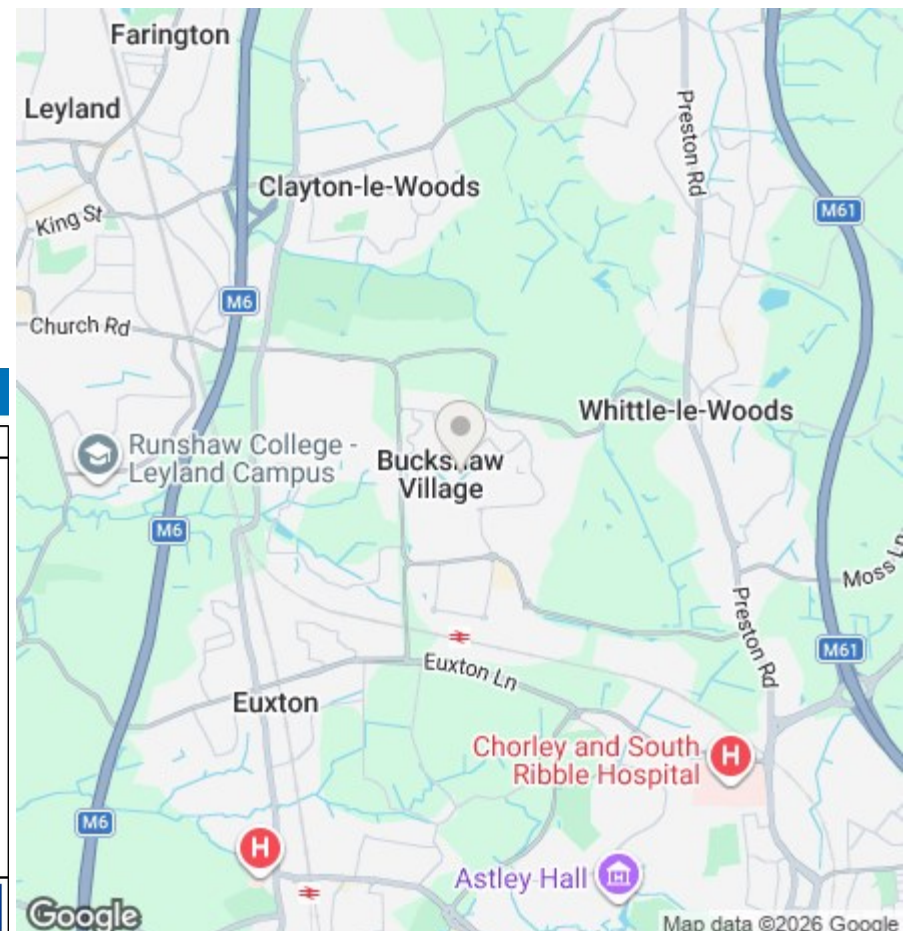 Farington
Leyland
Preston Rd
Clayton-le-Woods
M61
King St
M6
Church Rd
Whittle-le-Woods
Runshaw College -
Leyland Campus
Buckshaw
Village
M6
Moss Ln
Preston Rd
M61
Euxton Ln
Euxton
Chorley and South
Ribble Hospital
H
M6
H
Astley Hall
Google
Map data ©2026 Google